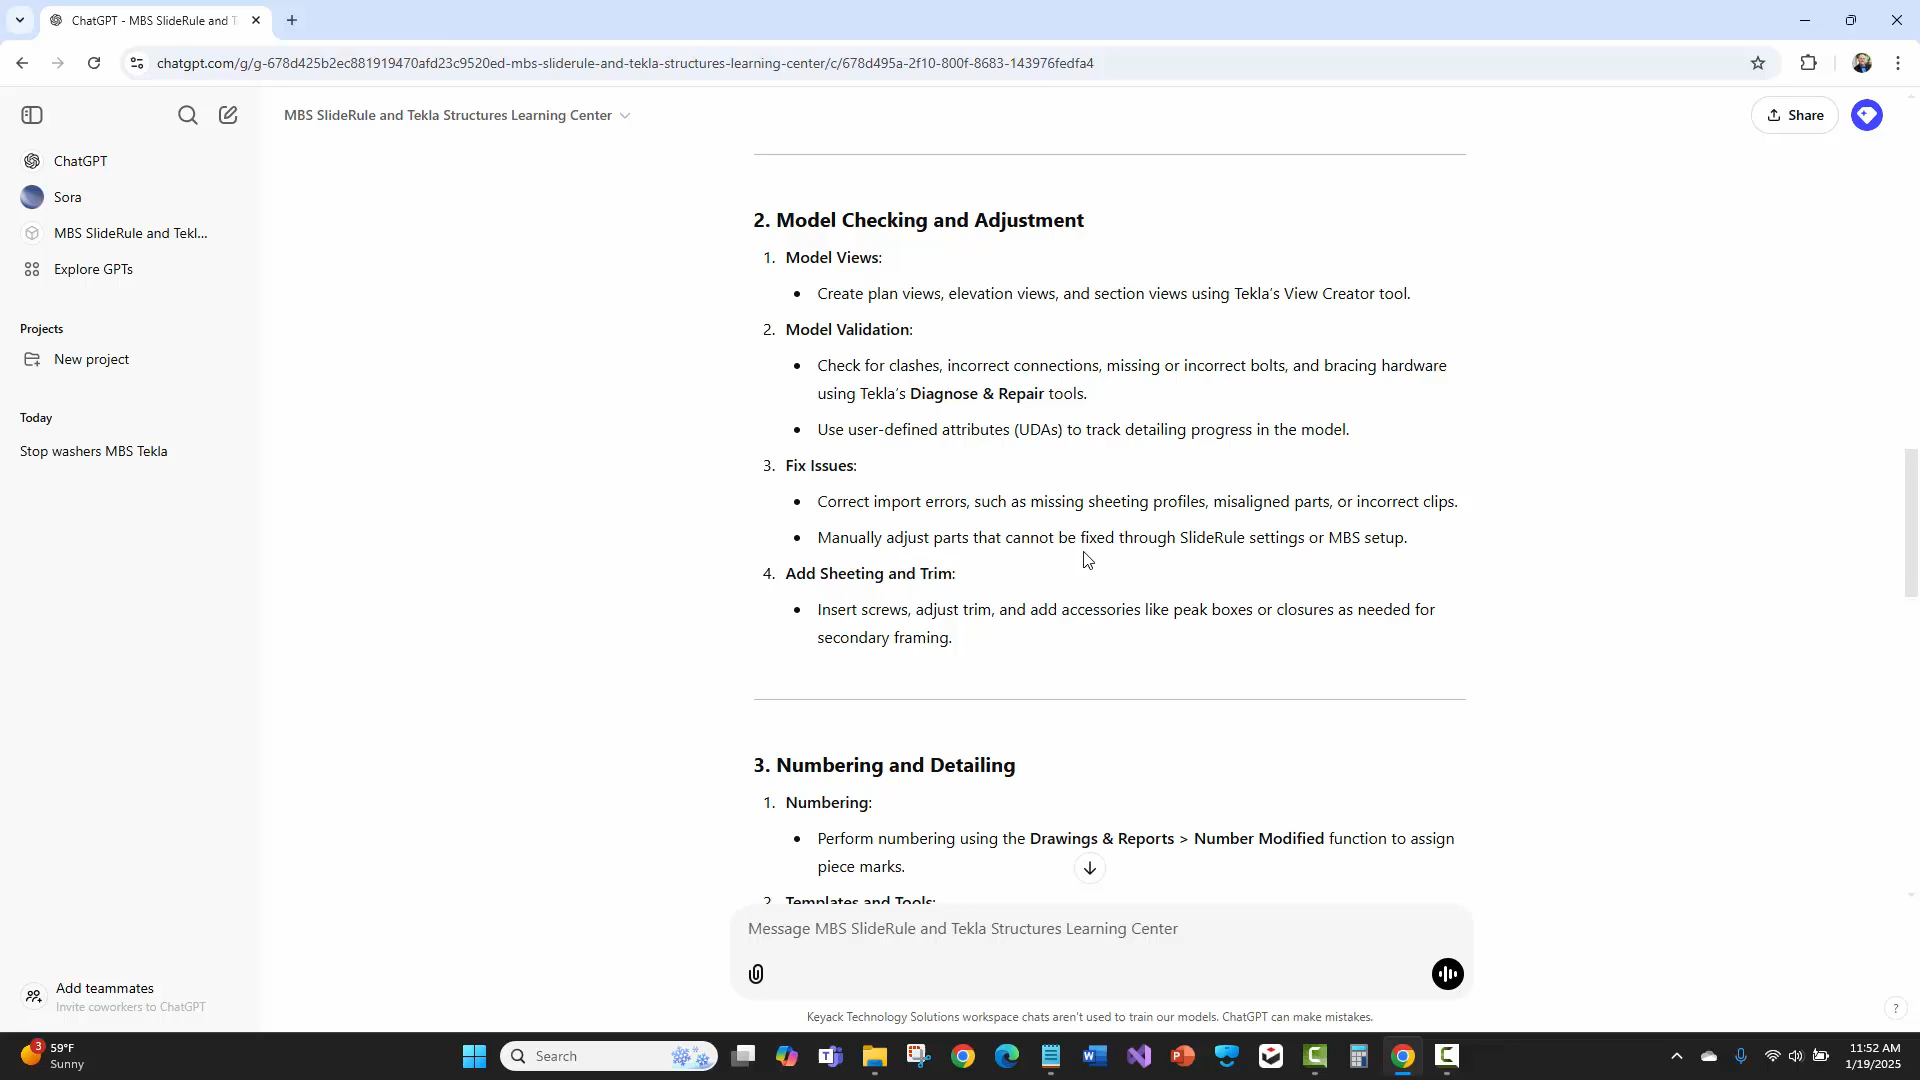 ChatGPT - MBS SlideRule and T
chatgpt.com/g/g-678d425b2ec881919470afd23c9520ed-mbs-sliderule-and-tekla-structures-learning-center/c/678d495a-2f10-800f-8683-143976fedfa4
MBS SlideRule and Tekla Structures Learning Center
Share
ChatGPT
Sora
MBS SlideRule and Tekl...
Explore GPTs
Projects
New project
Today
Stop washers MBS Tekla
2. Model Checking and Adjustment
1. Model Views:
• Create plan views, elevation views, and section views using Tekla’s View Creator tool.
2. Model Validation:
• Check for clashes, incorrect connections, missing or incorrect bolts, and bracing hardware
using Tekla’s Diagnose & Repair tools.
• Use user-defined attributes (UDAs) to track detailing progress in the model.
3. Fix Issues:
• Correct import errors, such as missing sheeting profiles, misaligned parts, or incorrect clips.
• Manually adjust parts that cannot be fixed through SlideRule settings or MBS setup.
4. Add Sheeting and Trim:
• Insert screws, adjust trim, and add accessories like peak boxes or closures as needed for
secondary framing.
3. Numbering and Detailing
1. Numbering:
• Perform numbering using the Drawings & Reports > Number Modified function to assign
piece marks.
2. Templates and Tools:
Message MBS SlideRule and Tekla Structures Learning Center
Add teammates
Invite coworkers to ChatGPT
Keyack Technology Solutions workspace chats aren't used to train our models. ChatGPT can make mistakes.
?
3
59°F
Sunny
Search
11:52 AM
1/19/2025